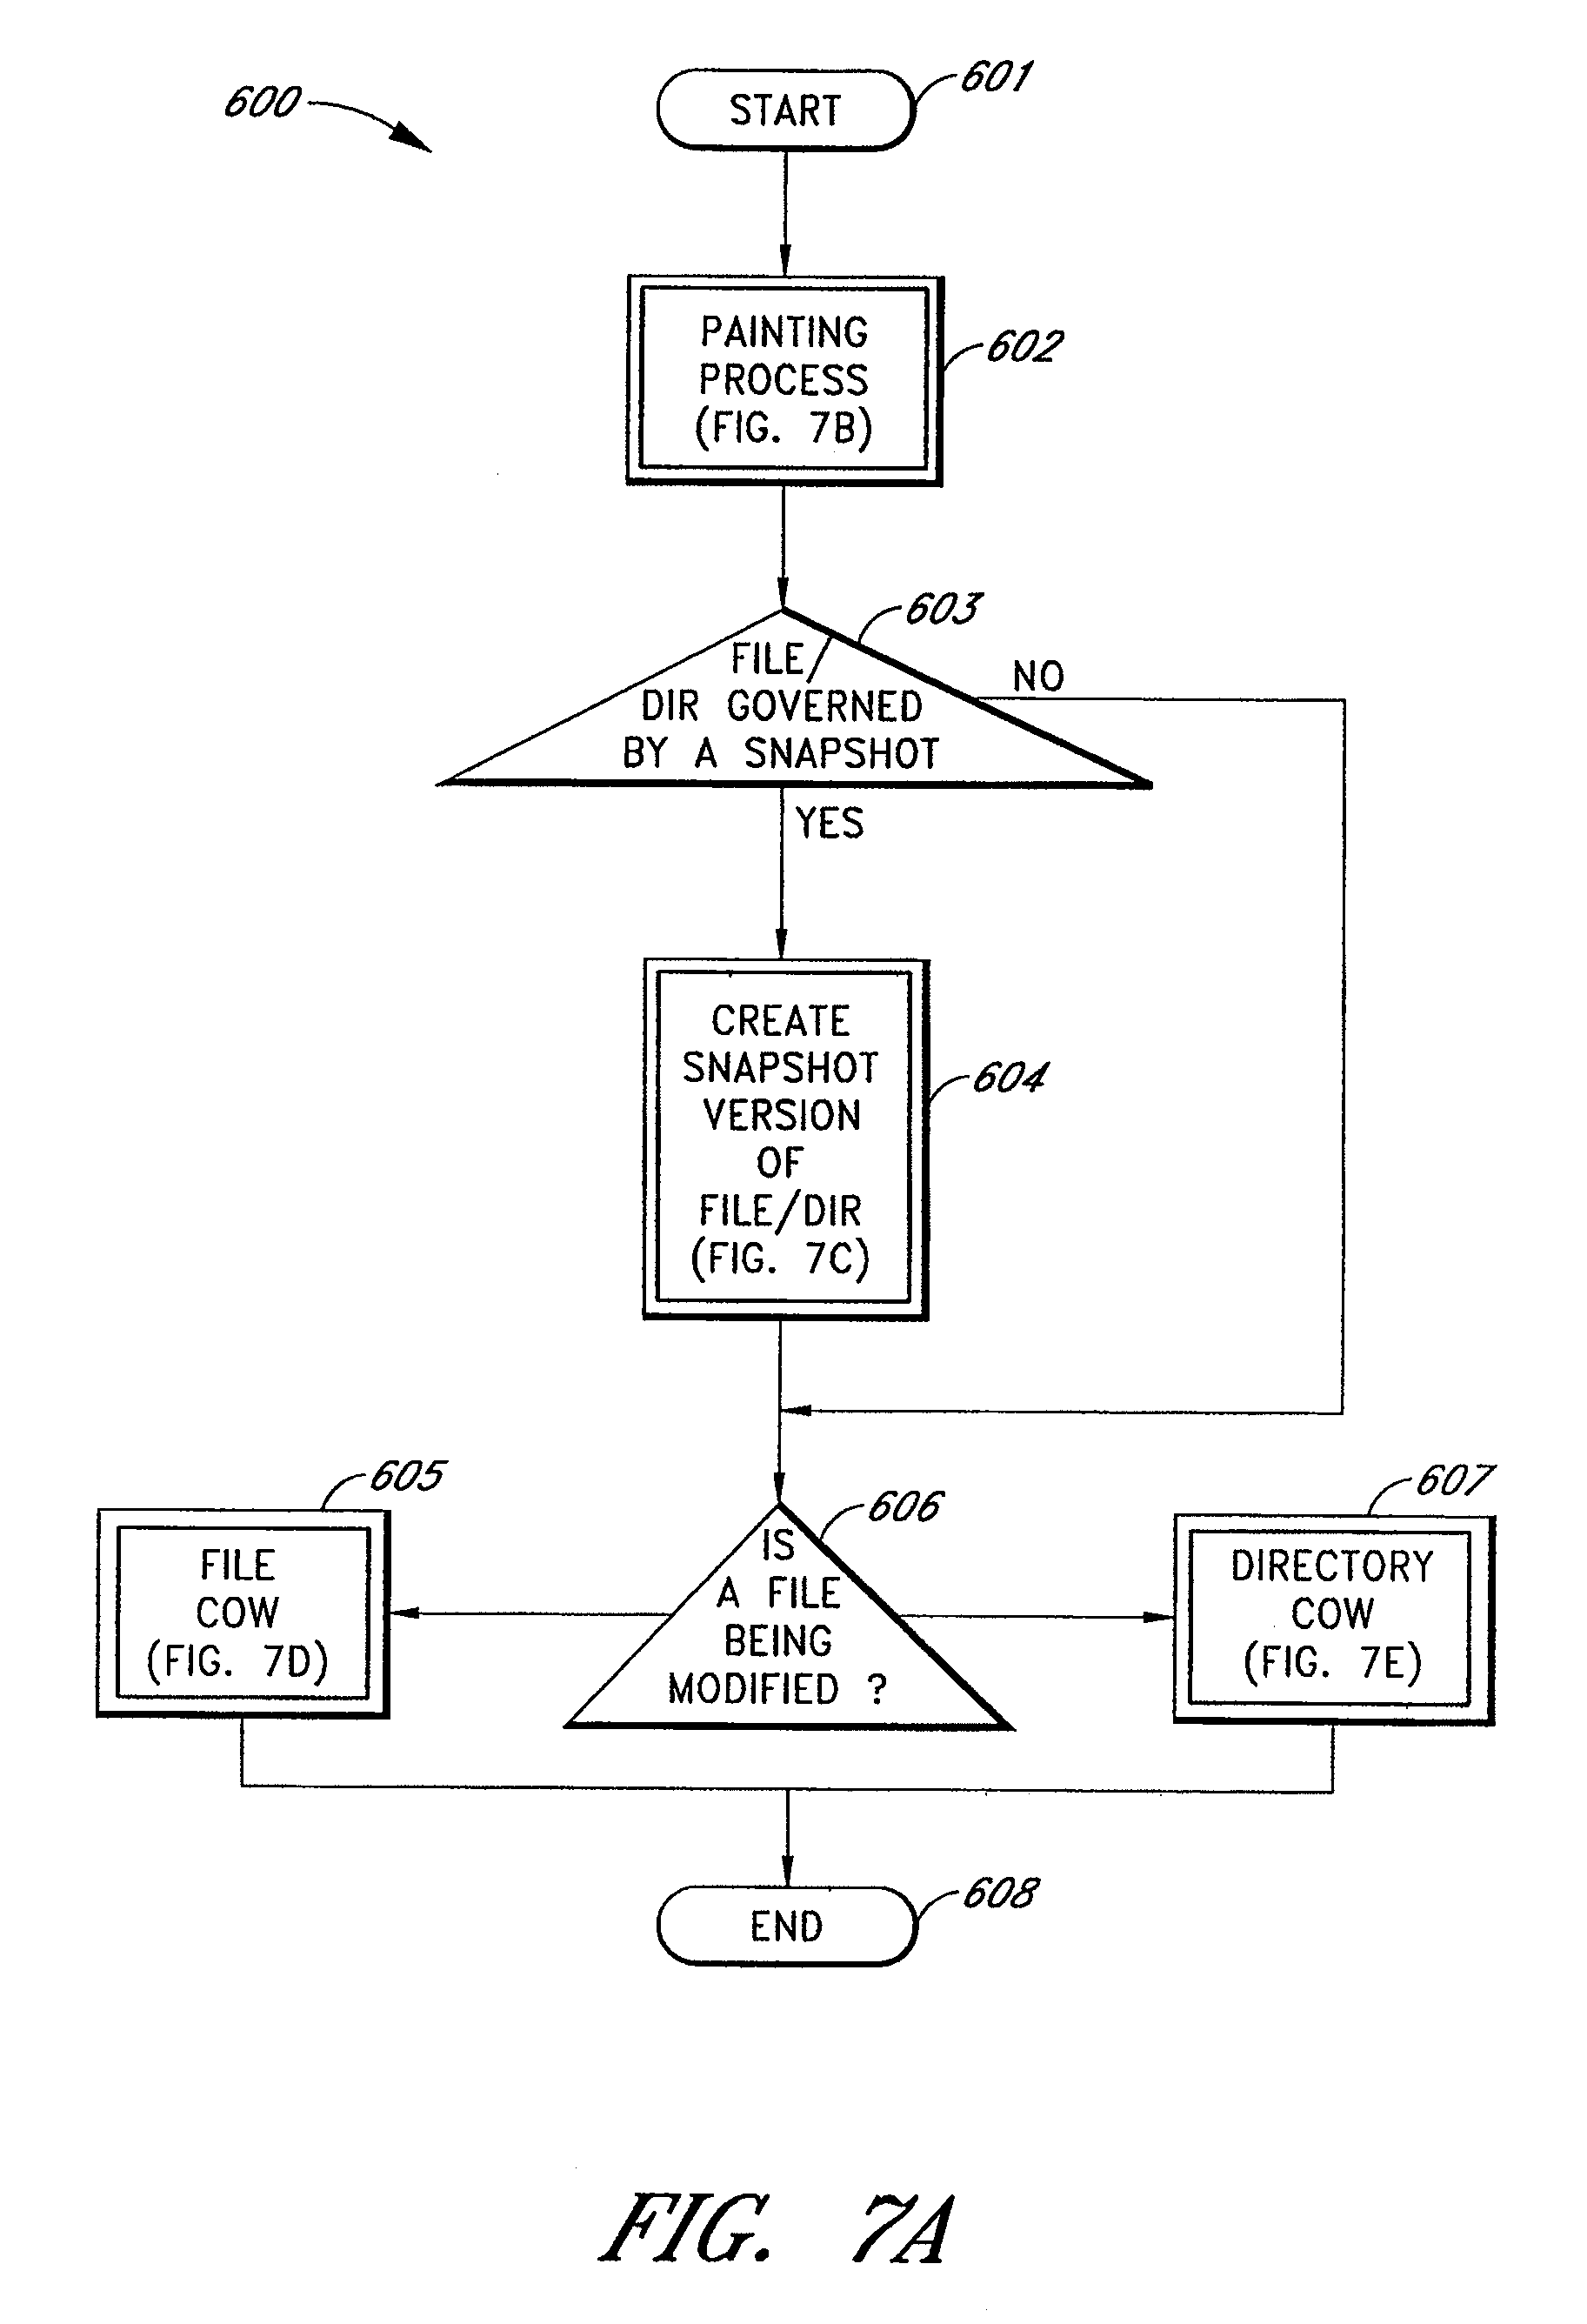 600
START
601
PAINTING
PROCESS
(FIG. 7B)
602
603
FILE/
DIR GOVERNED
BY A SNAPSHOT
NO
YES
CREATE
SNAPSHOT
VERSION
OF
FILE/DIR
(FIG. 7C)
604
605
FILE
COW
(FIG. 7D)
606
IS
A FILE
BEING
MODIFIED ?
607
DIRECTORY
COW
(FIG. 7E)
END
608
FIG. 7A